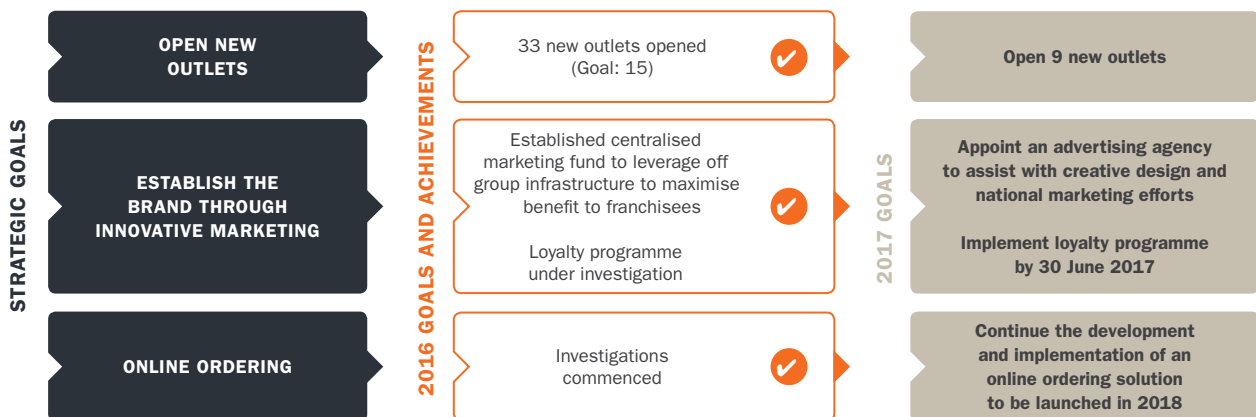 STRATEGIC GOALS
OPEN NEW
OUTLETS
ESTABLISH THE
BRAND THROUGH
INNOVATIVE MARKETING
ONLINE ORDERING
2016 GOALS AND ACHIEVEMENTS
33 new outlets opened
(Goal: 15)
Established centralised
marketing fund to leverage off
group infrastructure to maximise
benefit to franchisees
Loyalty programme
under investigation
Investigations
commenced
2017 GOALS
Open 9 new outlets
Appoint an advertising agency
to assist with creative design and
national marketing efforts
Implement loyalty programme
by 30 June 2017
Continue the development
and implementation of an
online ordering solution
to be launched in 2018